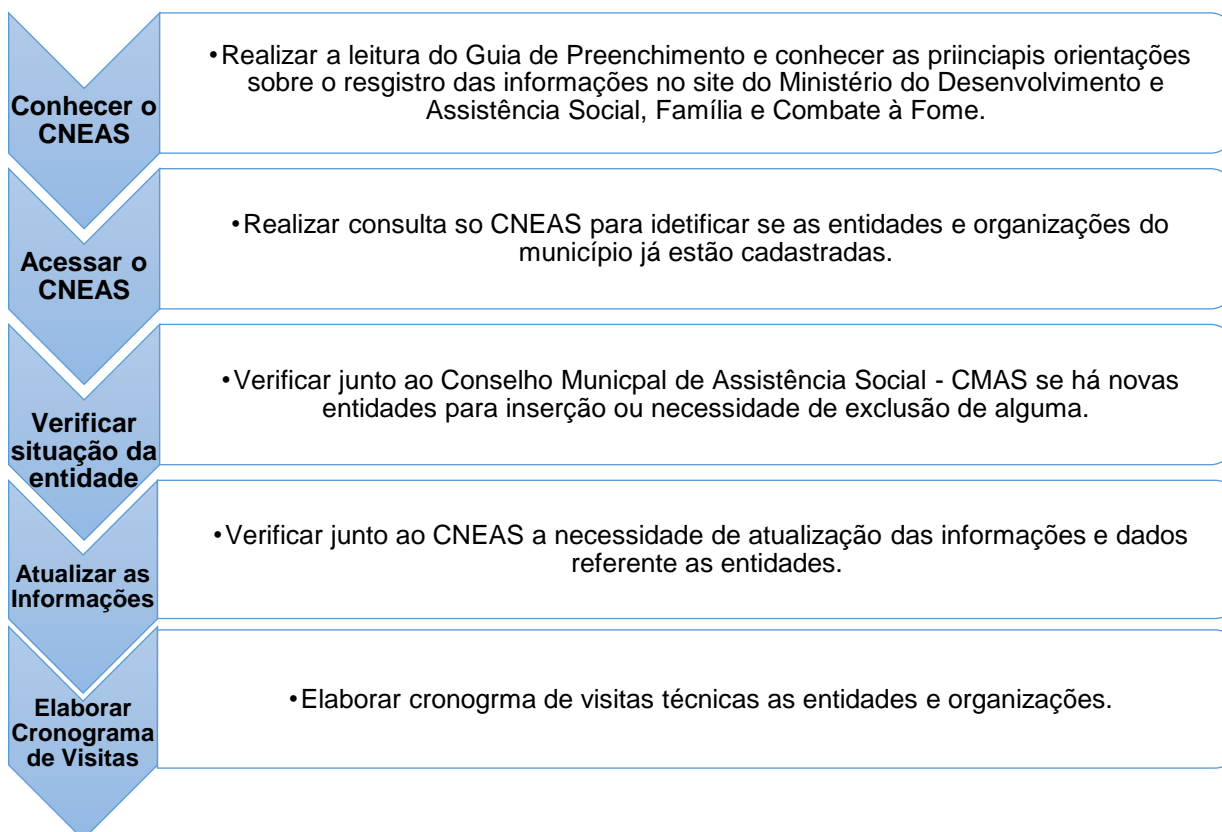 Conhecer o
CNEAS
•Realizar a leitura do Guia de Preenchimento e conhecer as priinciapis orientações
sobre o resgistro das informações no site do Ministério do Desenvolvimento e
Assistência Social, Família e Combate à Fome.
Acessar o
CNEAS
•Realizar consulta so CNEAS para idetificar se as entidades e organizações do
município já estão cadastradas.
Verificar
situação da
entidade
•Verificar junto ao Conselho Municpal de Assistência Social - CMAS se há novas
entidades para inserção ou necessidade de exclusão de alguma.
Atualizar as
Informações
•Verificar junto ao CNEAS a necessidade de atualização das informações e dados
referente as entidades.
Elaborar
Cronograma
de Visitas
•Elaborar cronogrma de visitas técnicas as entidades e organizações.